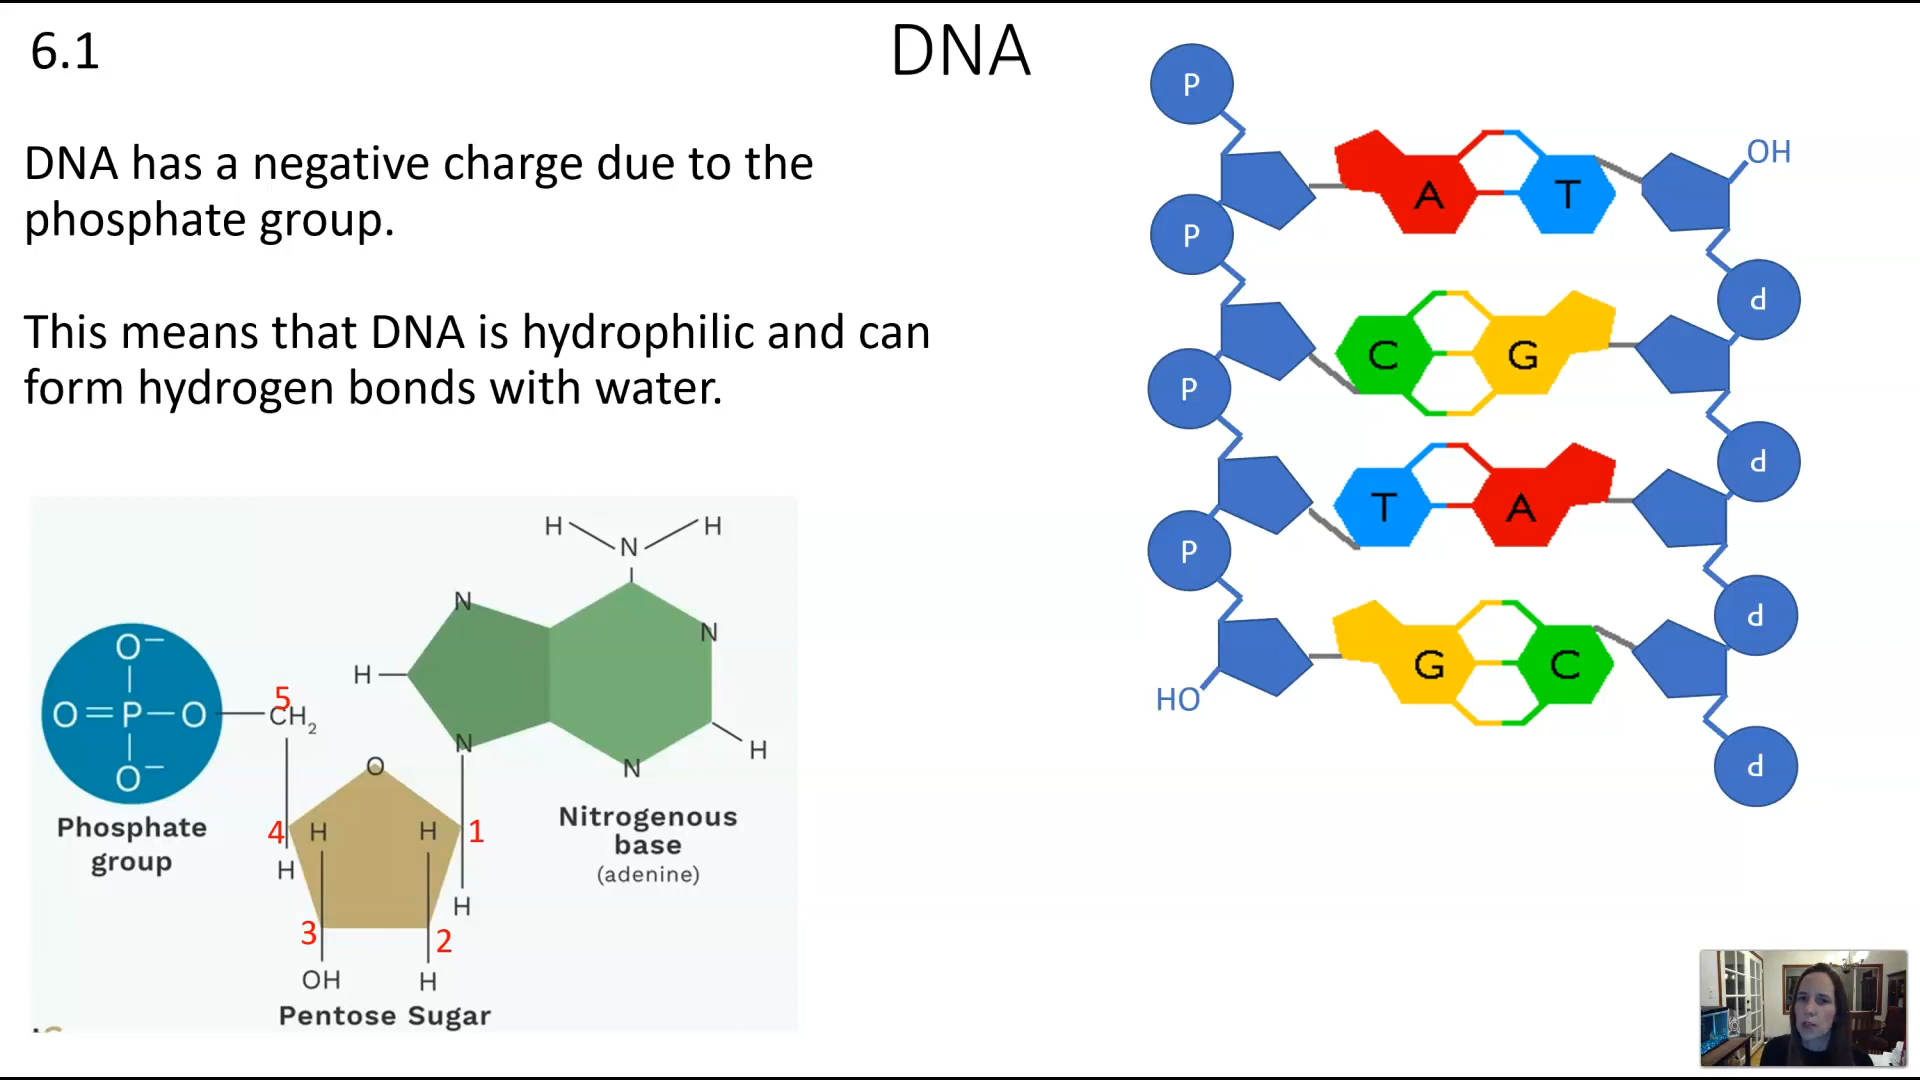 6.1
DNA
DNA has a negative charge due to the
phosphate group.
This means that DNA is hydrophilic and can
form hydrogen bonds with water.
H
H
N
N
N
H
O⁻
O=P—O
O⁻
5
CH₂
N
H
N
O
4
H
H
1
H
H
3
2
OH
H
Phosphate
group
Nitrogenous
base
(adenine)
Pentose Sugar
P
OH
A
T
P
P
C
G
P
P
T
A
P
P
G
C
P
HO
P